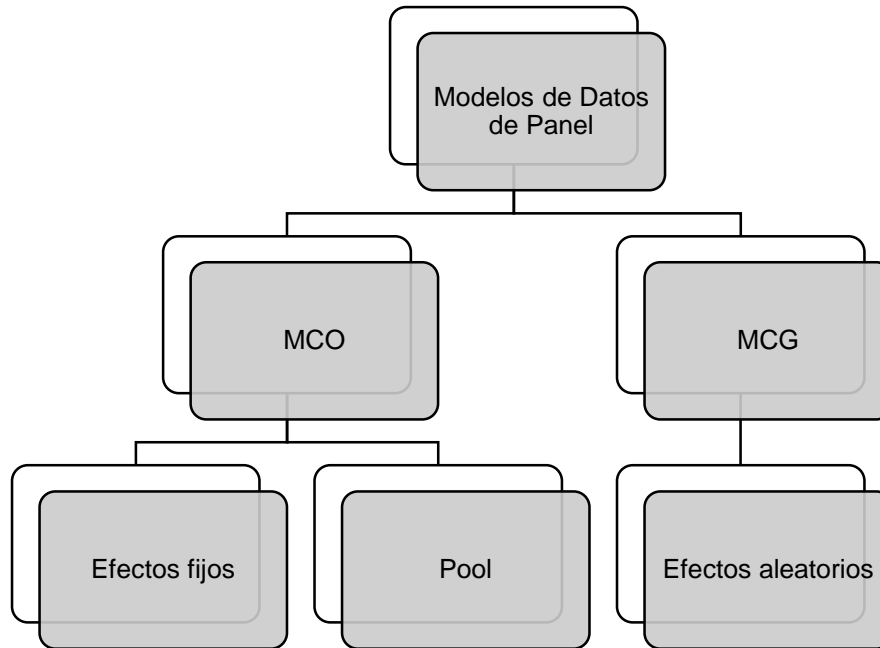 Modelos de Datos
de Panel
MCO
MCG
Efectos fijos
Pool
Efectos aleatorios